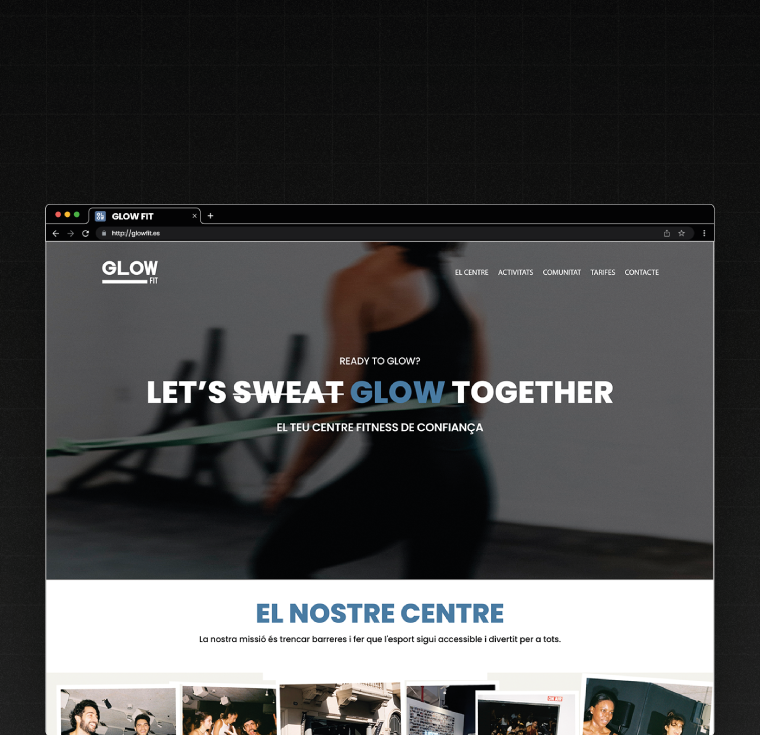 GLOW FIT
http://glowfit.es
GLOW
FIT
EL CENTRE ACTIVITATS COMUNITAT TARIFES CONTACTE
READY TO GLOW?
LET'S SWEAT GLOW TOGETHER
EL TEU CENTRE FITNESS DE CONFIANÇA
EL NOSTRE CENTRE
La nostra missió és trencar barreres i fer que l'esport sigui accessible i divertit per a tots.